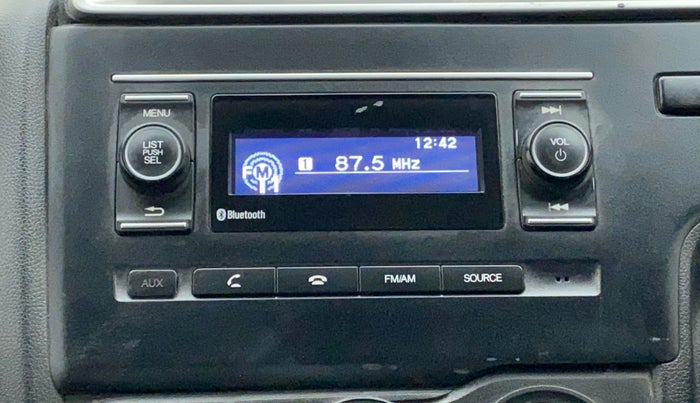 MENU
LIST
PUSH
SEL
12:42
FM
1 87.5 MHz
Bluetooth
VOL
AUX
FM/AM
SOURCE